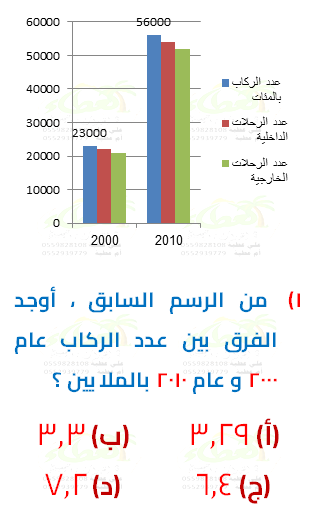 60000
50000
40000
30000
20000
10000
0
56000
23000
2000
2010
عدد الركاب
بالمئات
عدد الرحلات
الداخلية
عدد الرحلات
الخارجية
١) من الرسم السابق ، أوجد
الفرق بين عدد الركاب عام
٢٠٠٠ و عام ٢٠١٠ بالملايين ؟
(أ) ٣,٢٩ (ب) ٣,٣
(ج) ٦,٤ (د) ٧,٢